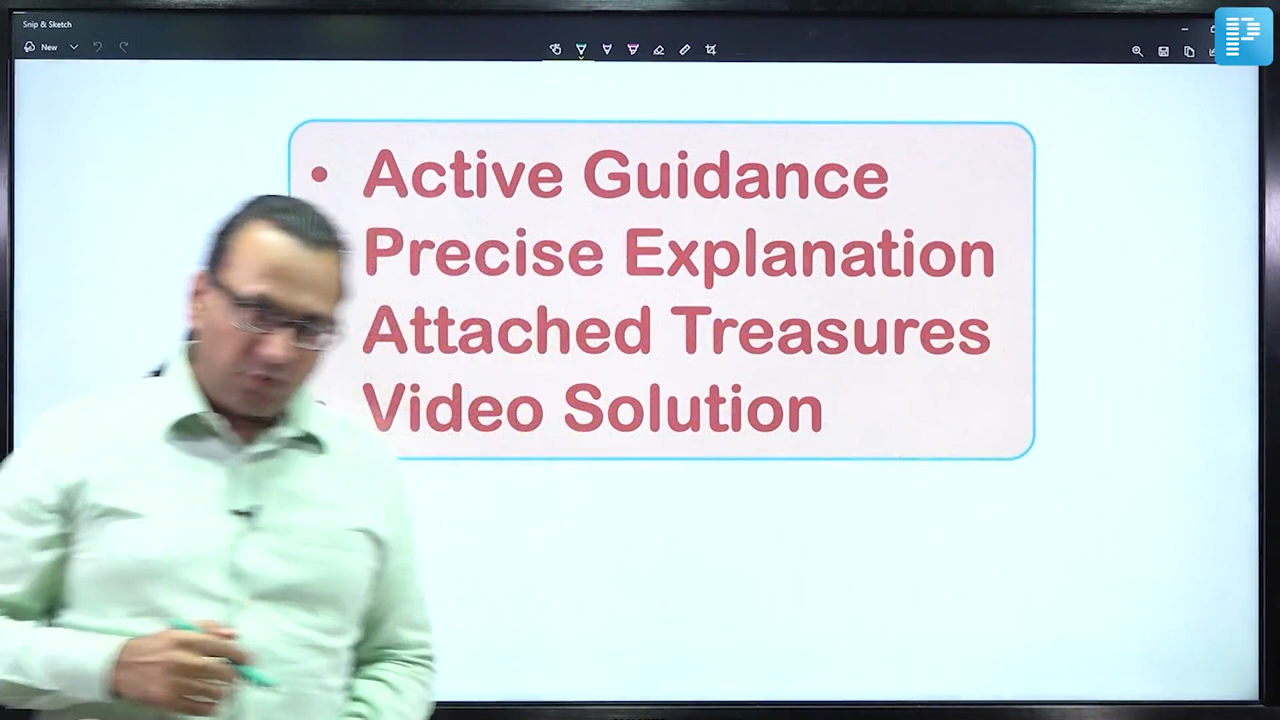 Snip & Sketch
New
• Active Guidance
Precise Explanation
Attached Treasures
Video Solution
P